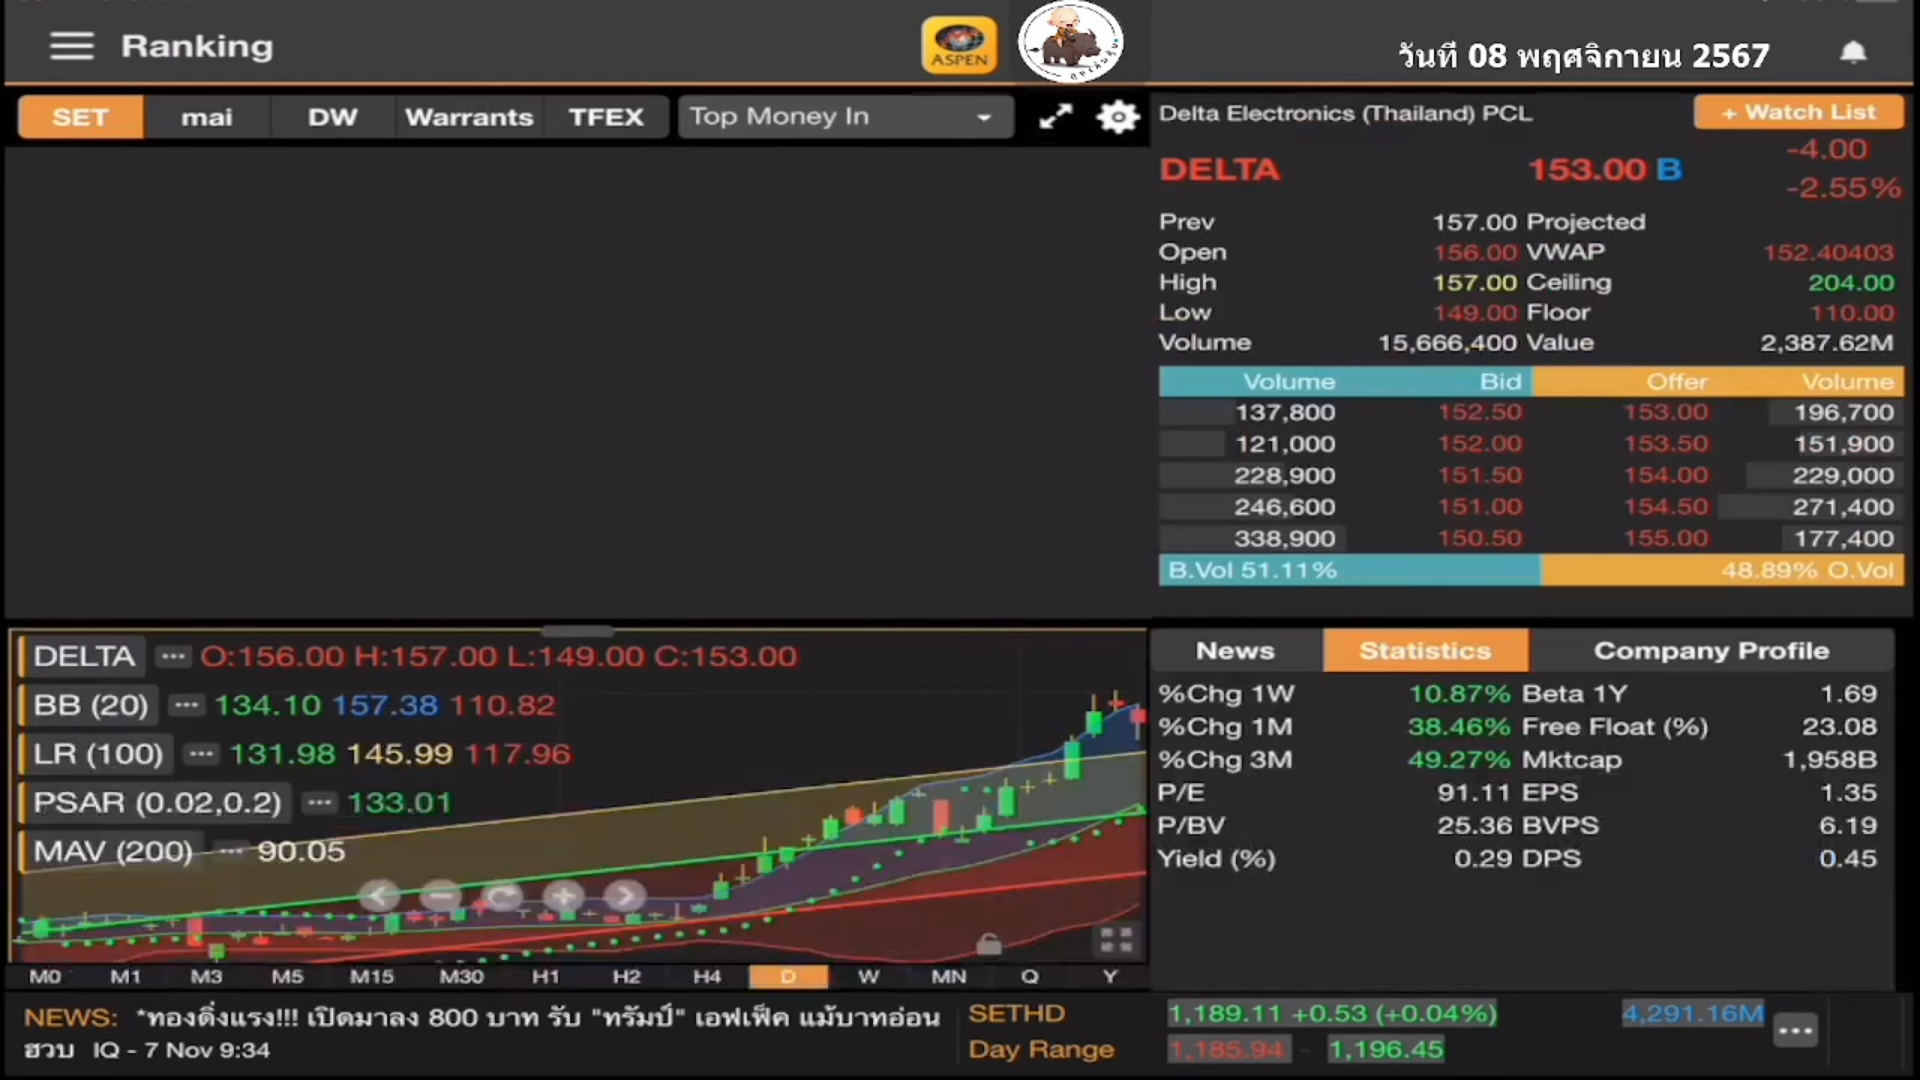 Ranking
ASPEN
วันที่ 08 พฤศจิกายน 2567
SET mai DW Warrants TFEX Top Money In
Delta Electronics (Thailand) PCL + Watch List
DELTA 153.00 B -4.00
-2.55%
Prev 157.00 Projected
Open 156.00 VWAP 152.40403
High 157.00 Ceiling 204.00
Low 149.00 Floor 110.00
Volume 15,666,400 Value 2,387.62M
Volume Bid Offer Volume
137,800 152.50 153.00 196,700
121,000 152.00 153.50 151,900
228,900 151.50 154.00 229,000
246,600 151.00 154.50 271,400
338,900 150.50 155.00 177,400
B.Vol 51.11% 48.89% O.Vol
DELTA ... O:156.00 H:157.00 L:149.00 C:153.00
BB (20) ... 134.10 157.38 110.82
LR (100) ... 131.98 145.99 117.96
PSAR (0.02,0.2) ... 133.01
MAV (200) ... 90.05
M0 M1 M3 M5 M15 M30 H1 H2 H4 D W MN Q Y
News Statistics Company Profile
%Chg 1W 10.87% Beta 1Y 1.69
%Chg 1M 38.46% Free Float (%) 23.08
%Chg 3M 49.27% Mktcap 1,958B
P/E 91.11 EPS 1.35
P/BV 25.36 BVPS 6.19
Yield (%) 0.29 DPS 0.45
NEWS: *ทองดิ่งแรง!!! เปิดมาลง 800 บาท รับ "ทรัมป์" เอฟเฟ็ค แม้บาทอ่อน
ฮวบ IQ - 7 Nov 9:34
SETHD 1,189.11 +0.53 (+0.04%) 4,291.16M
Day Range 1,185.94 - 1,196.45